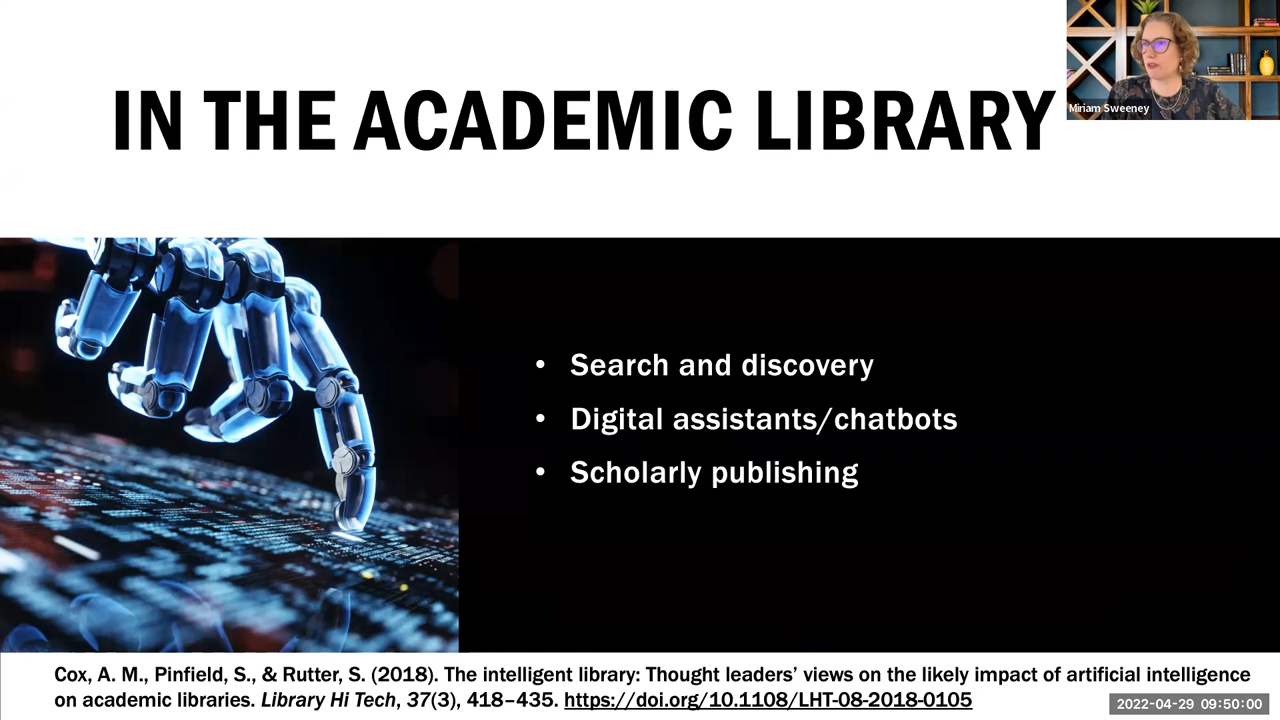 IN THE ACADEMIC LIBRARY
Miriam Sweeney
• Search and discovery
• Digital assistants/chatbots
• Scholarly publishing
Cox, A. M., Pinfield, S., & Rutter, S. (2018). The intelligent library: Thought leaders’ views on the likely impact of artificial intelligence
on academic libraries. Library Hi Tech, 37(3), 418–435. https://doi.org/10.1108/LHT-08-2018-0105
2022-04-29 09:50:00